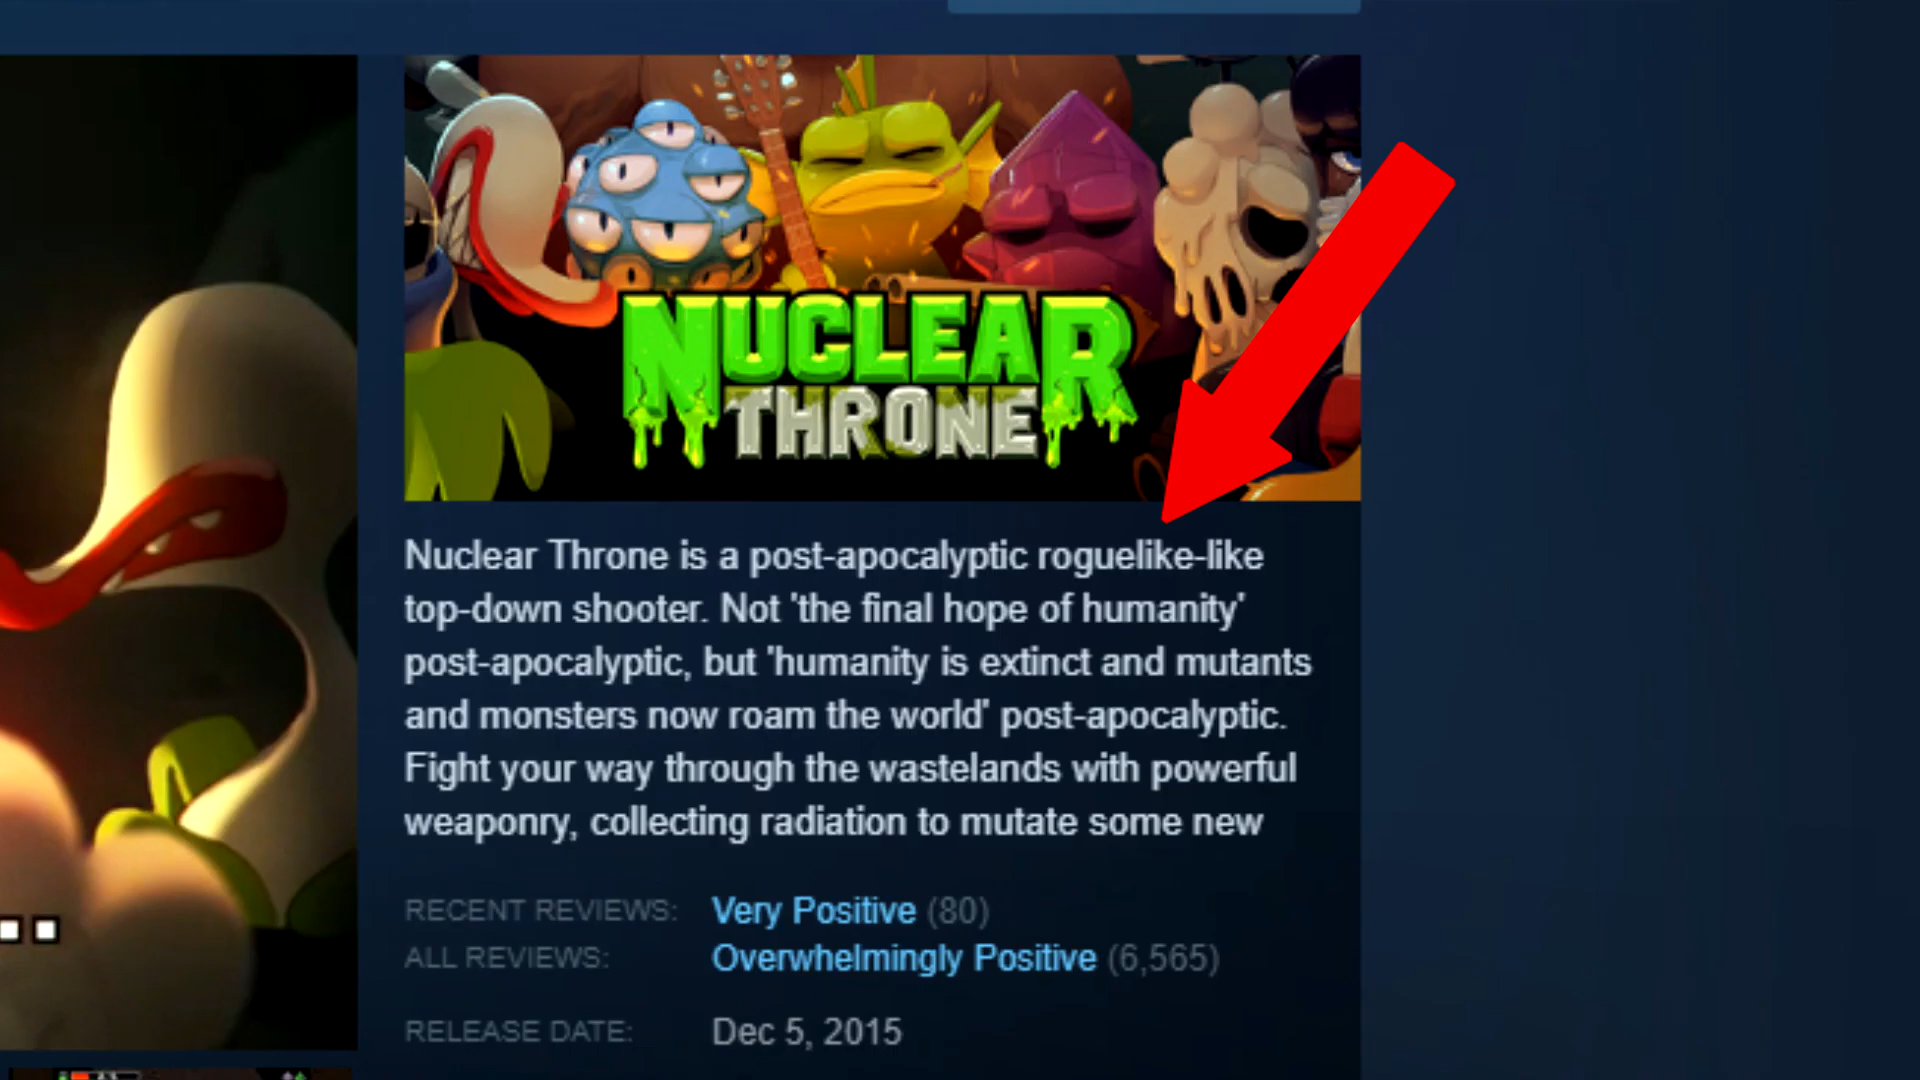 NUCLEAR
THRONE
Nuclear Throne is a post-apocalyptic roguelike-like
top-down shooter. Not 'the final hope of humanity'
post-apocalyptic, but 'humanity is extinct and mutants
and monsters now roam the world' post-apocalyptic.
Fight your way through the wastelands with powerful
weaponry, collecting radiation to mutate some new
RECENT REVIEWS: Very Positive (80)
ALL REVIEWS: Overwhelmingly Positive (6,565)
RELEASE DATE: Dec 5, 2015